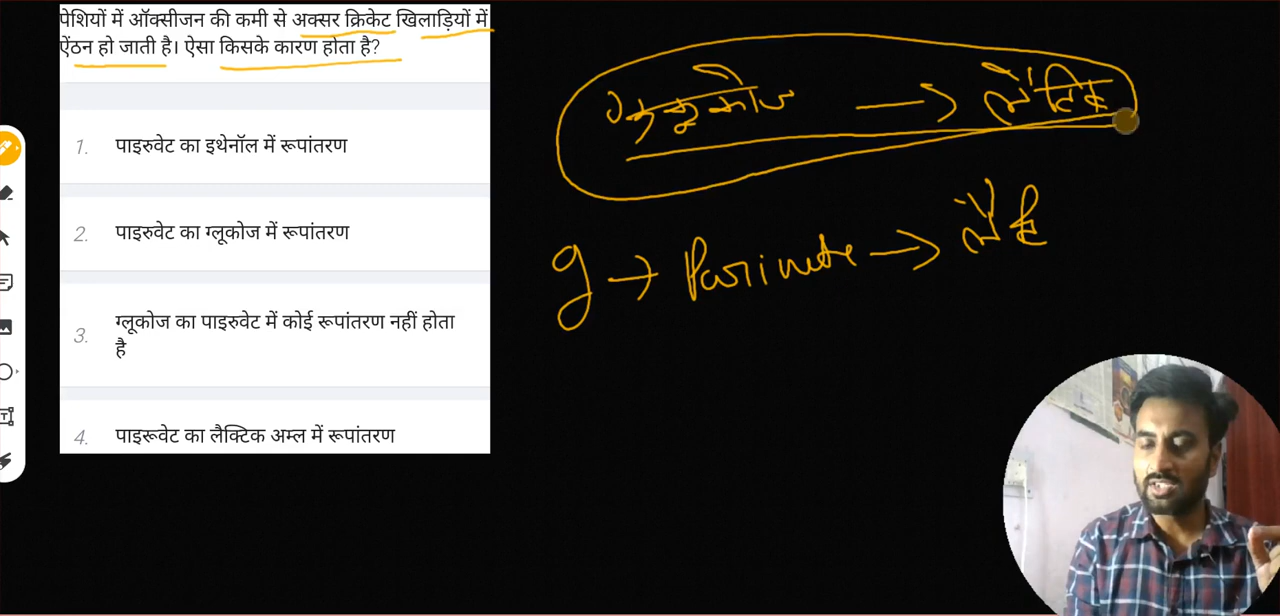 पेशियों में ऑक्सीजन की कमी से अक्सर क्रिकेट खिलाड़ियों में
ऐंठन हो जाती है। ऐसा किसके कारण होता है?
1. पाइरुवेट का इथेनॉल में रूपांतरण
2. पाइरुवेट का ग्लूकोज में रूपांतरण
3. ग्लूकोज का पाइरुवेट में कोई रूपांतरण नहीं होता
है
4. पाइरूवेट का लैक्टिक अम्ल में रूपांतरण
→
g → → लै